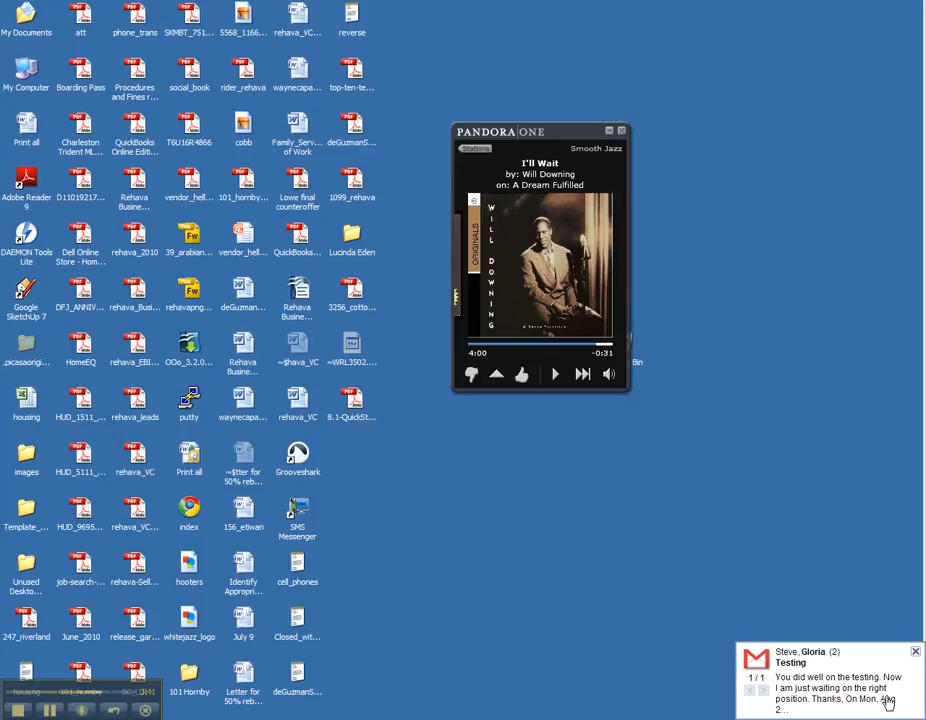 My Documents
att
phone_trans
SKMBT_751...
5568_1166...
rehava_VC...
reverse
My Computer
Boarding Pass
Procedures
and Fines r...
social_book
rider_rehava
waynecapa...
top-ten-te...
Print all
Charleston
Trident ML...
QuickBooks
Online Editi...
T6U16R4866
cobb
Family_Serv...
of Work
deGuzmanS...
Adobe Reader
9
D11019217...
Rehava
Busine...
vendor_hell...
101_hornby...
Lowe final
counteroffer
1099_rehava
DAEMON Tools
Lite
Dell Online
Store - Hom...
rehava_2010
39_arabian...
vendor_hell...
QuickBooks...
Lucinda Eden
Google
SketchUp 7
DFJ_ANNIV...
rehava_Busi...
rehavapng...
deGuzman...
Rehava
Busine...
3256_cotto...
.picasaorigi...
HomeEQ
rehava_EBI...
OOo_3.2.0...
Rehava
Busine...
~$hava_VC
~WRL3502...
housing
HUD_1511_...
rehava_leads
putty
waynecapa...
rehava_VC
8.1-QuickSt...
images
HUD_5111_...
rehava_VC
Print all
~$tter for
50% reb...
Grooveshark
Template_...
HUD_9695...
rehava_VC...
index
156_etiwan
SMS
Messenger
Unused
Deskto...
job-search-...
rehava-Sell...
hooters
Identify
Appropri...
cell_phones
247_riverland
June_2010
release_gar...
whitejazz_logo
July 9
Closed_wit...
housing
101_hornby
101 Hornby
Letter for
50% reb...
deGuzmanS...
PANDORA ONE
Stations
Smooth Jazz
I'll Wait
by: Will Downing
on: A Dream Fulfilled
ORIGINALS
WILL DOWNING
A DREAM FULFILLED
4:00
-0:31
Bin
Steve, Gloria (2)
Testing
1 / 1
You did well on the testing. Now
I am just waiting on the right
position. Thanks, On Mon,
2...